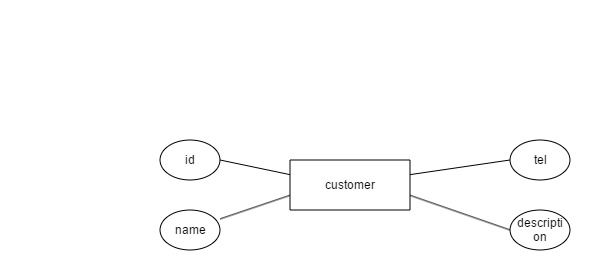 id
tel
customer
name
descripti
on